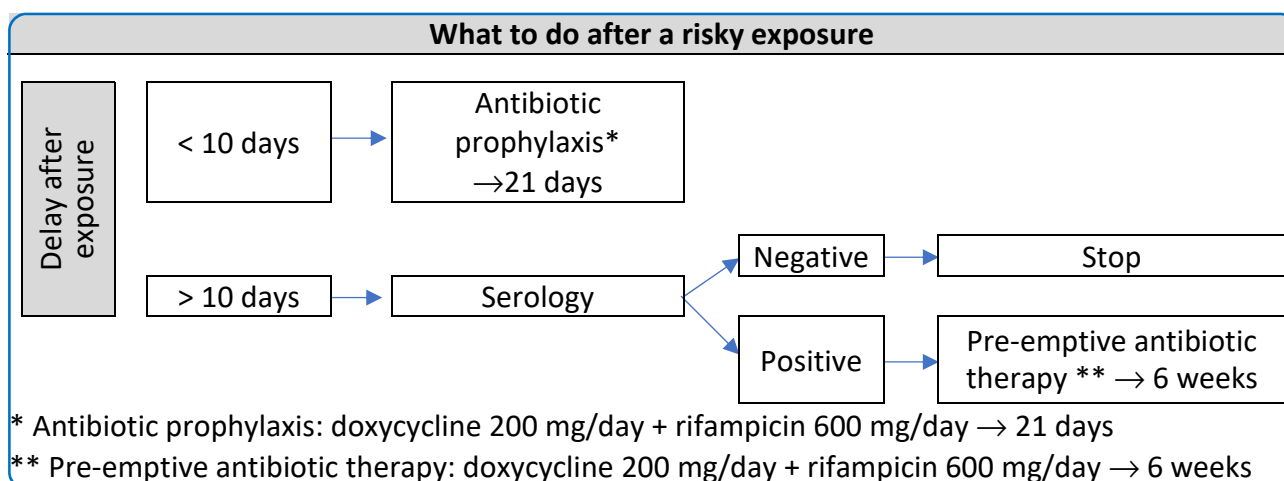 What to do after a risky exposure
Delay after
exposure
< 10 days
Antibiotic
prophylaxis*
→21 days
> 10 days
Serology
Negative
Stop
Positive
Pre-emptive antibiotic
therapy ** → 6 weeks
* Antibiotic prophylaxis: doxycycline 200 mg/day + rifampicin 600 mg/day → 21 days
** Pre-emptive antibiotic therapy: doxycycline 200 mg/day + rifampicin 600 mg/day → 6 weeks